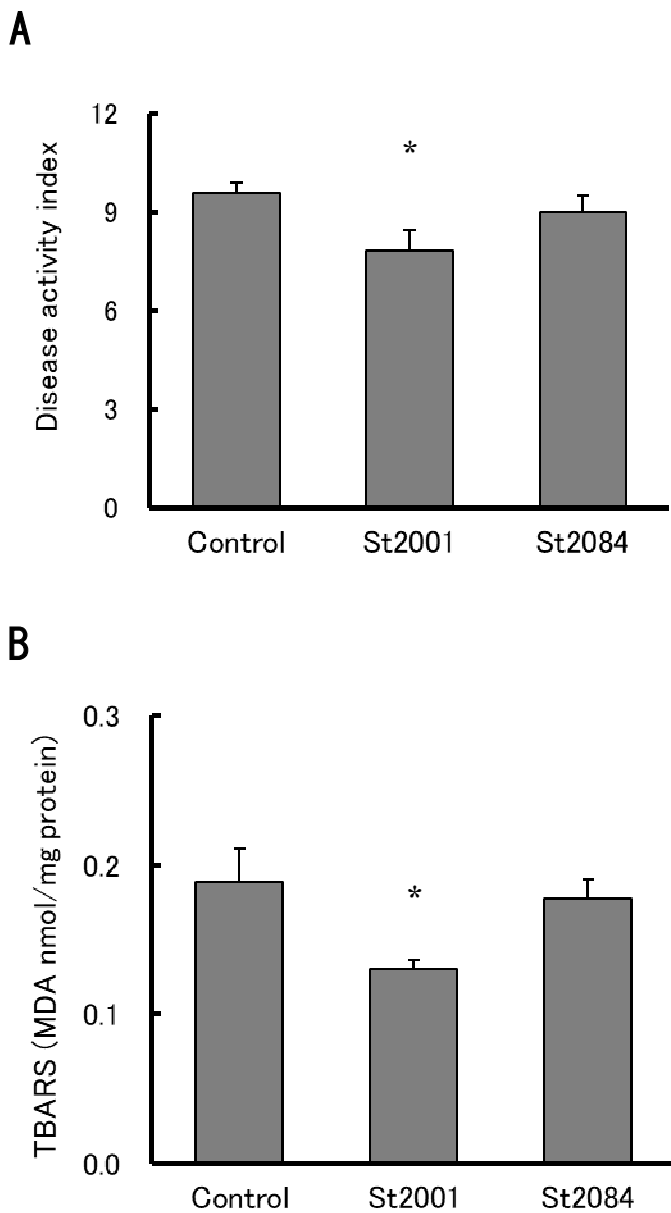 A
12
9
6
3
0
Disease activity index
*
Control St2001 St2084
B
0.3
0.2
0.1
0.0
TBARS (MDA nmol/mg protein)
*
Control St2001 St2084